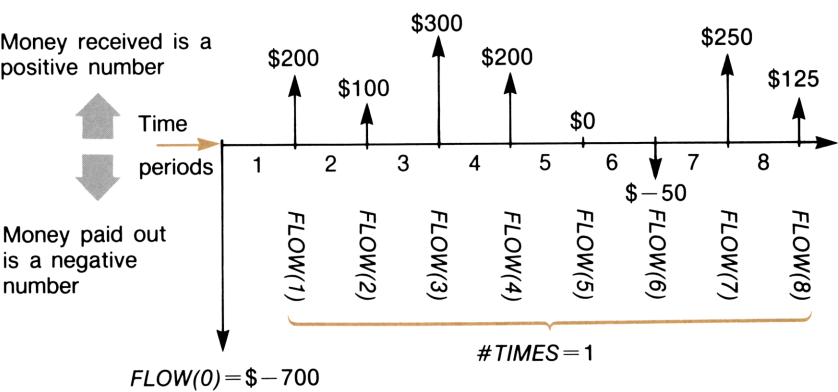 Money received is a
positive number
$200
$100
$300
$200
$0
$−50
$250
$125
Time
periods
1 2 3 4 5 6 7 8
Money paid out
is a negative
number
FLOW(1)
FLOW(2)
FLOW(3)
FLOW(4)
FLOW(5)
FLOW(6)
FLOW(7)
FLOW(8)
#TIMES=1
FLOW(0)=$−700